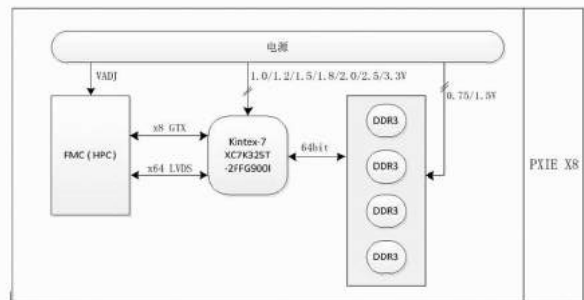 电源
VADJ
1.0/1.2/1.5/1.8/2.0/2.5/3.3V
0.75/1.5V
FMC(HPC)
x8 GTX
x64 LVDS
Kintex-7
XC7K325T
-2FFG900I
64bit
DDR3
DDR3
DDR3
DDR3
PXIE X8